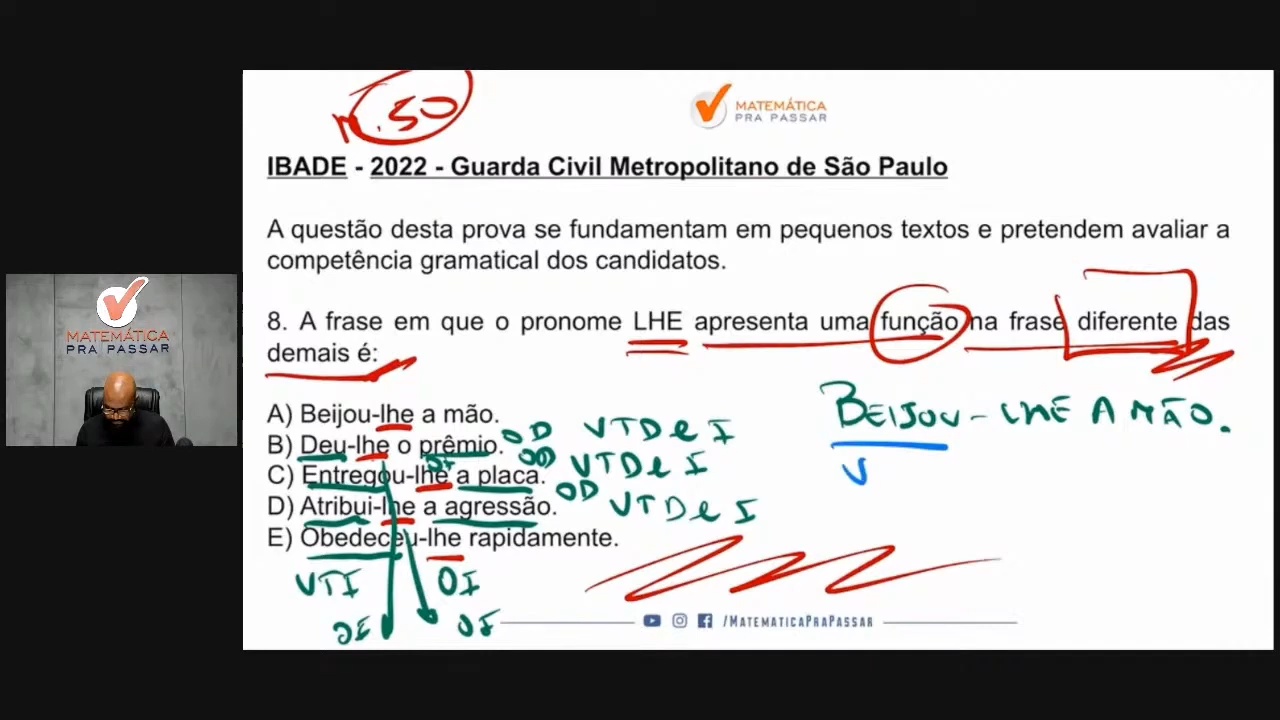 N.50
MATEMÁTICA
PRA PASSAR
IBADE - 2022 - Guarda Civil Metropolitano de São Paulo
A questão desta prova se fundamentam em pequenos textos e pretendem avaliar a
competência gramatical dos candidatos.
8. A frase em que o pronome LHE apresenta uma função na frase diferente das
demais é:
MATEMÁTICA
PRA PASSAR
A) Beijou-lhe a mão.
BEIJOU-LHE A MÃO.
V
B) Deu-lhe o prêmio.
OD VTD e I
OI
C) Entregou-lhe a placa.
OD VTD e I
D) Atribui-lhe a agressão.
OD VTD e I
E) Obedeceu-lhe rapidamente.
VTI OI
OI OI
/MATEMATICAPRAPASSAR